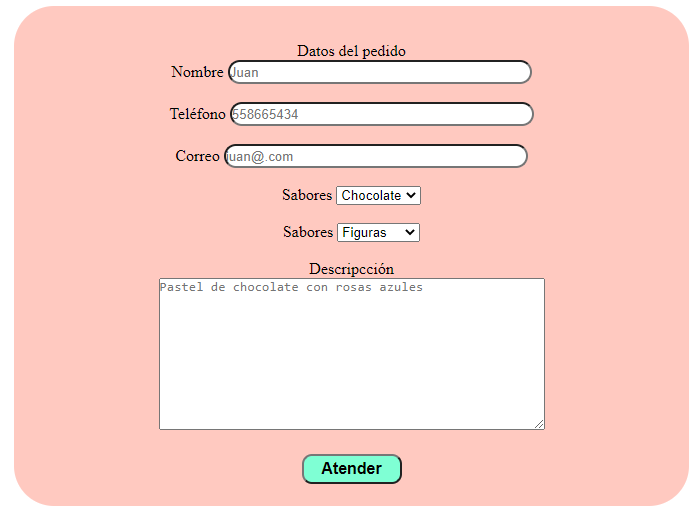 Datos del pedido
Nombre Juan
Teléfono 558665434
Correo juan@.com
Sabores Chocolate
Sabores Figuras
Descripcción
Pastel de chocolate con rosas azules
Atender